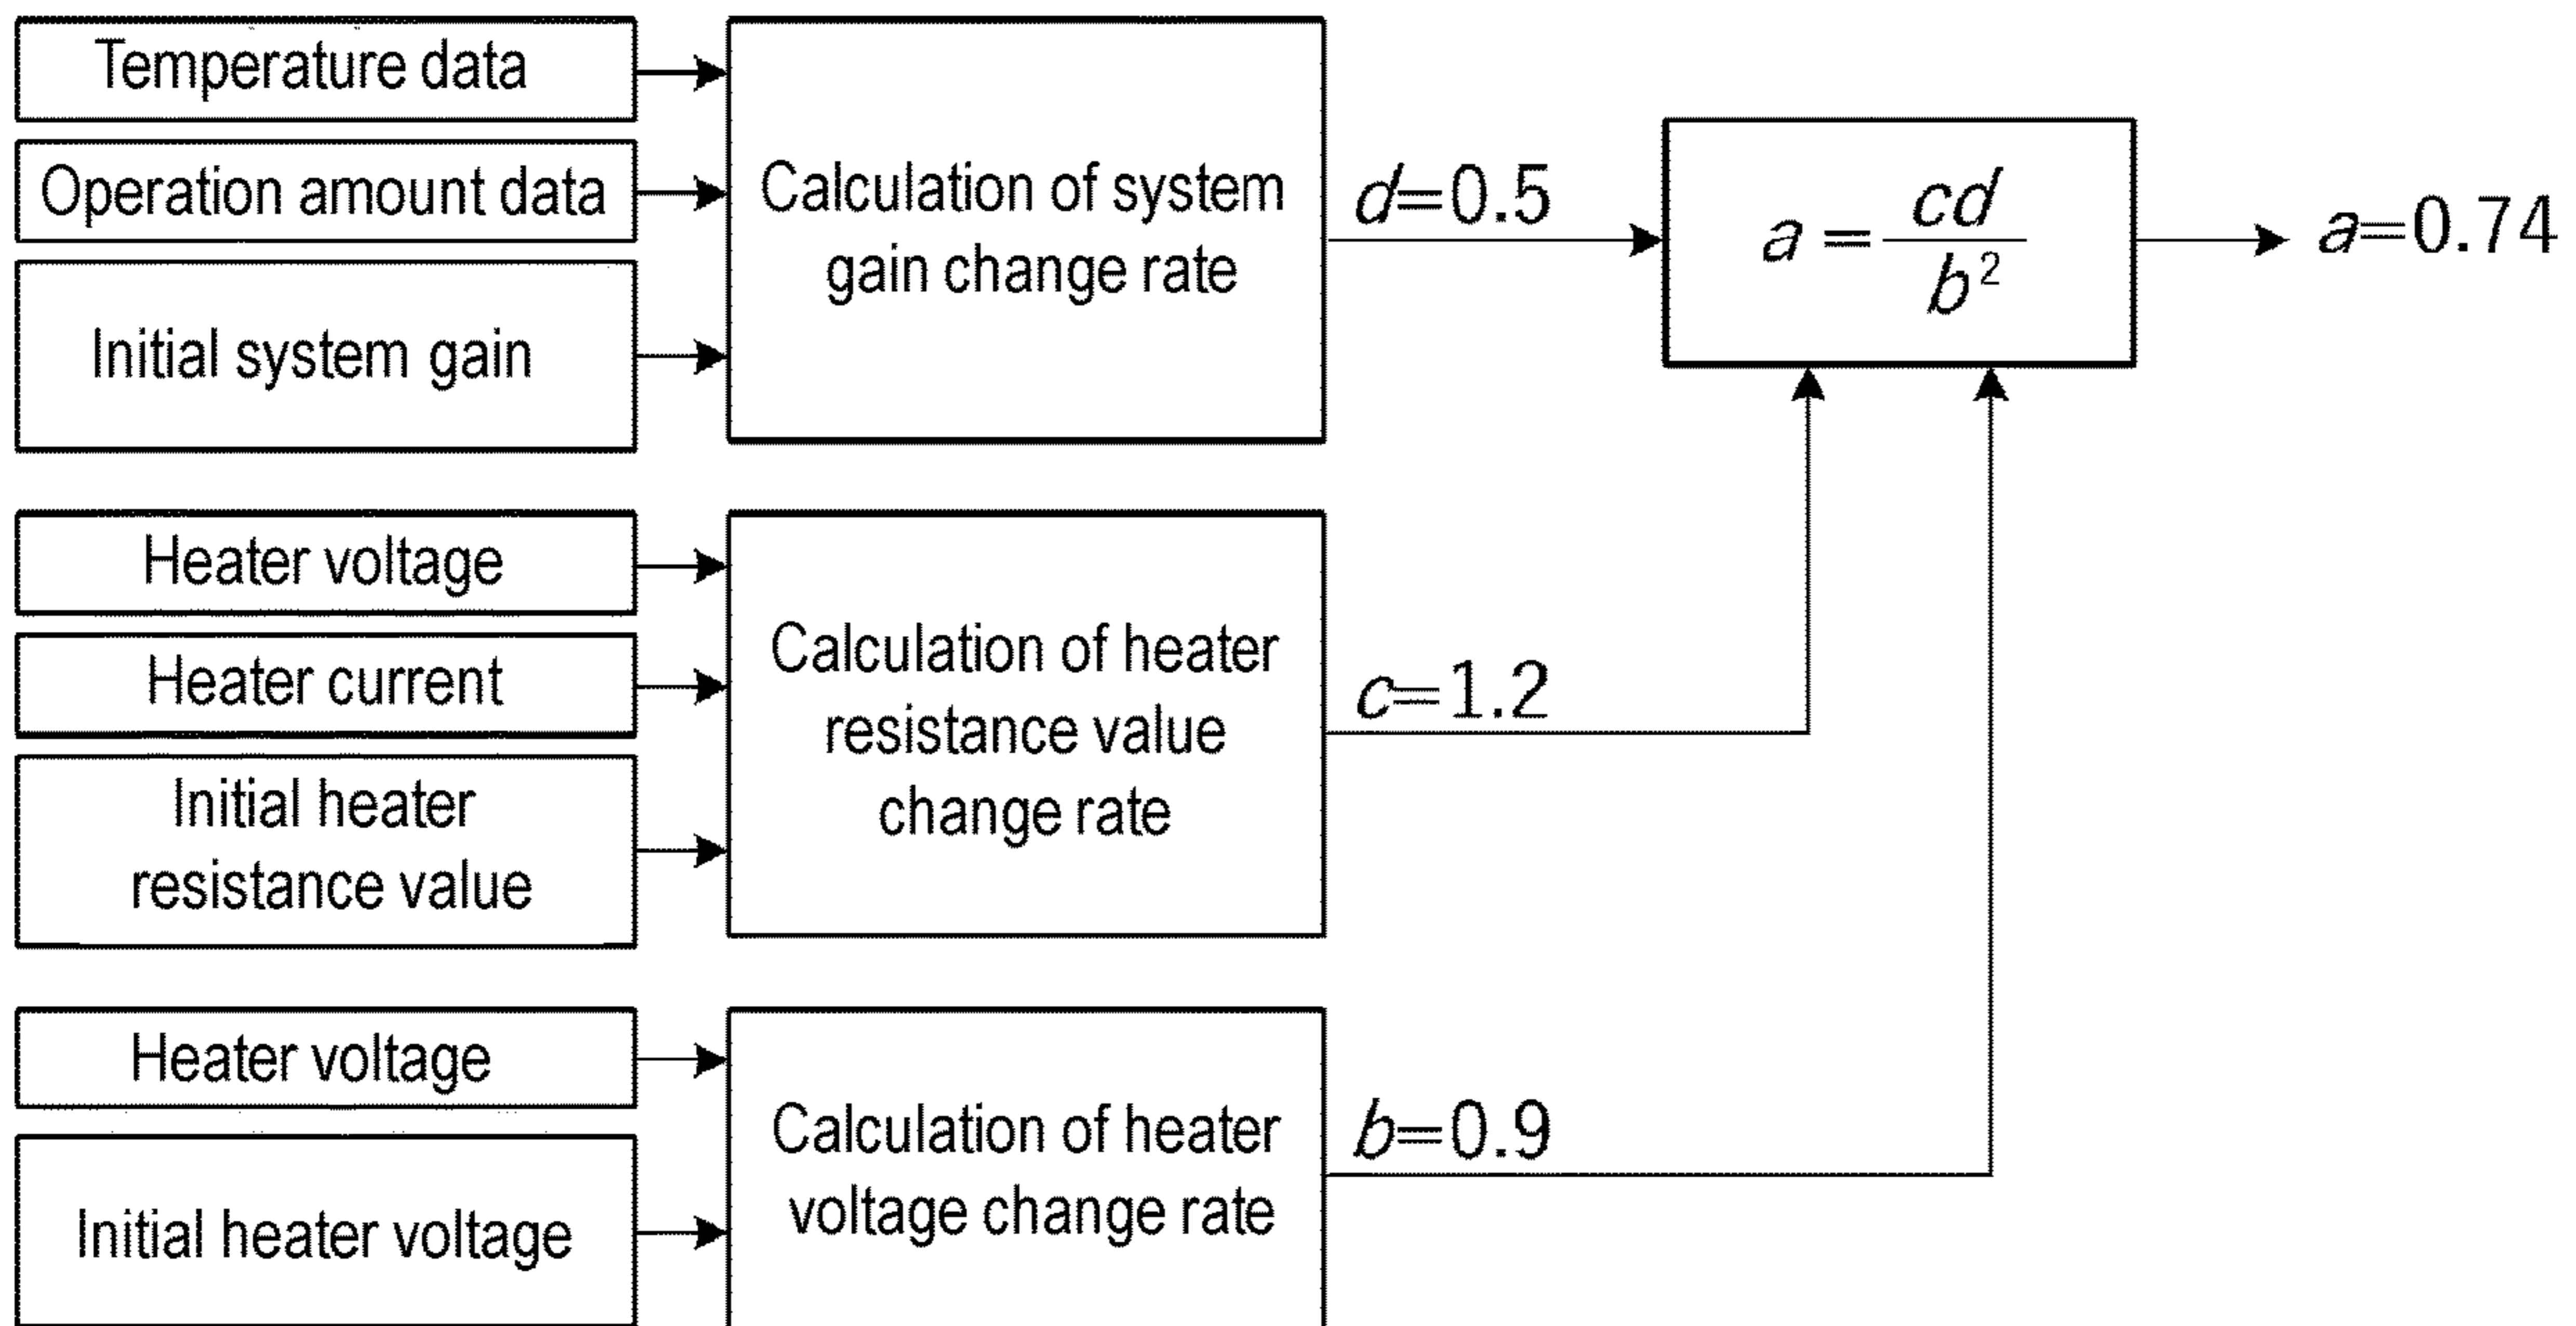 Temperature data
Operation amount data
Initial system gain
Calculation of system
gain change rate
d=0.5
a = cd
b²
a=0.74
Heater voltage
Heater current
Initial heater
resistance value
Calculation of heater
resistance value
change rate
c=1.2
Heater voltage
Initial heater voltage
Calculation of heater
voltage change rate
b=0.9